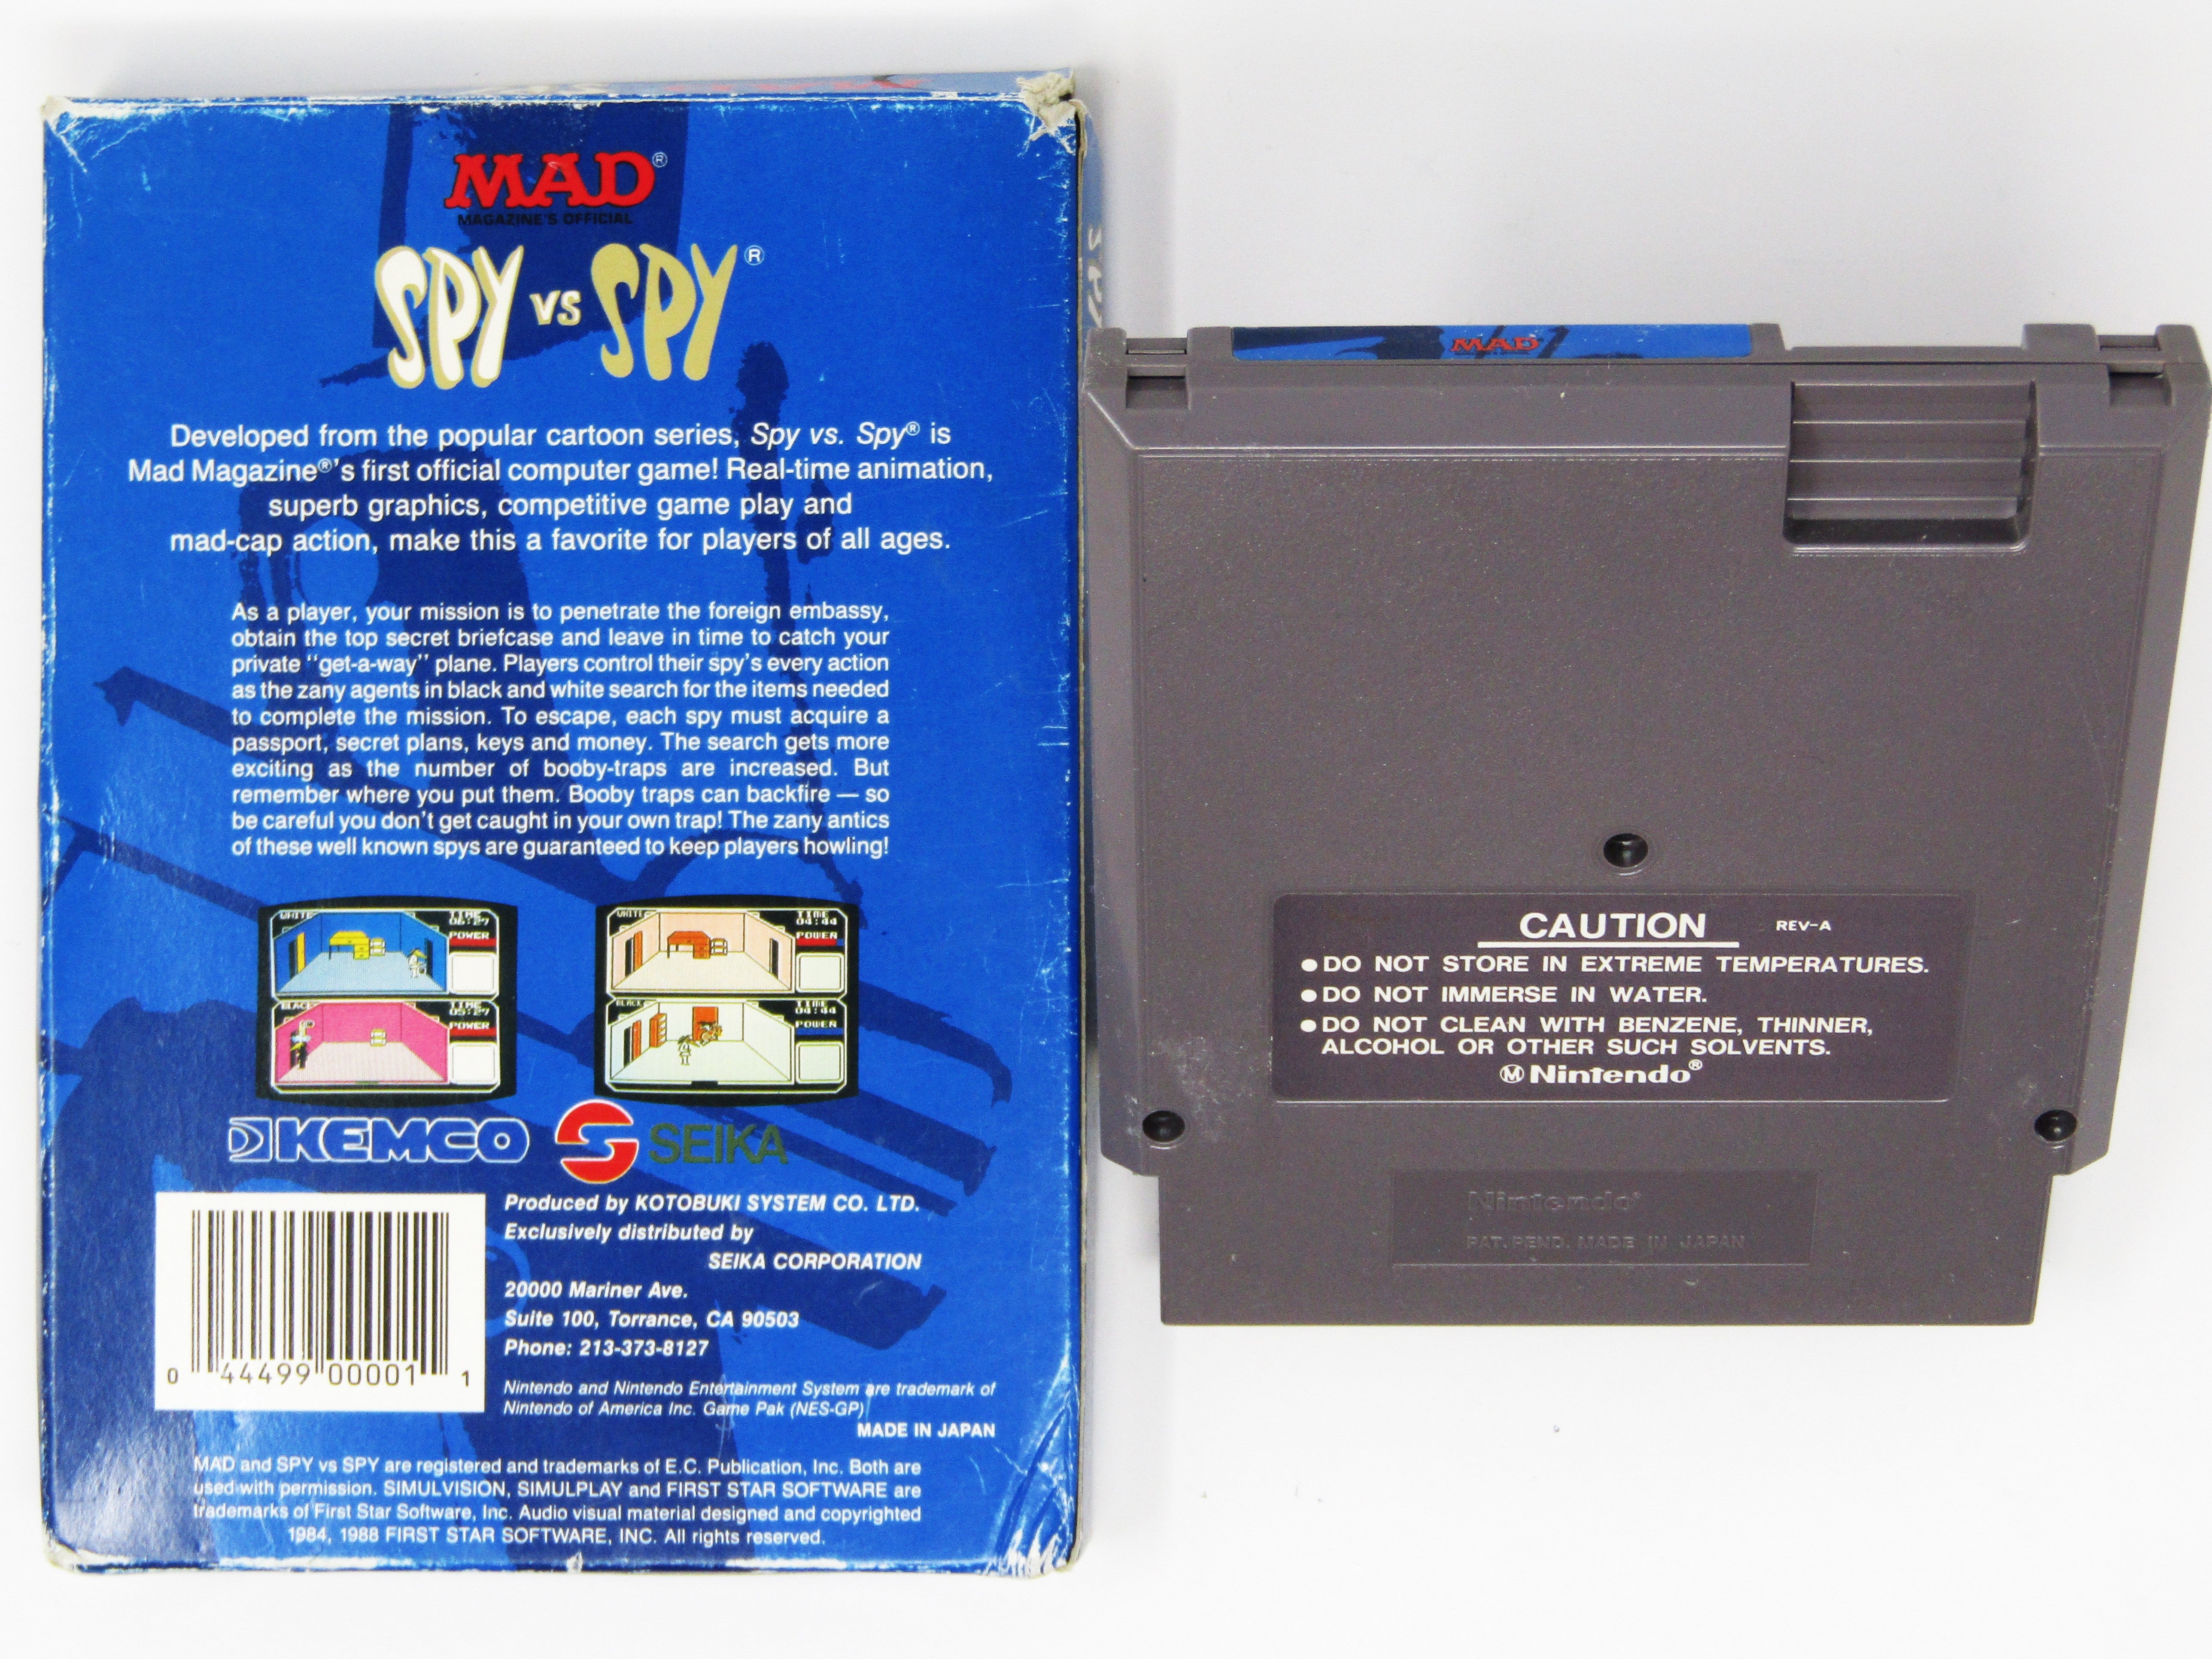 MAD®
MAGAZINE'S OFFICIAL
SPY VS SPY®
Developed from the popular cartoon series, Spy vs. Spy® is
Mad Magazine®'s first official computer game! Real-time animation,
superb graphics, competitive game play and
mad-cap action, make this a favorite for players of all ages.
As a player, your mission is to penetrate the foreign embassy,
obtain the top secret briefcase and leave in time to catch your
private "get-a-way" plane. Players control their spy's every action
as the zany agents in black and white search for the items needed
to complete the mission. To escape, each spy must acquire a
passport, secret plans, keys and money. The search gets more
exciting as the number of booby-traps are increased. But
remember where you put them. Booby traps can backfire — so
be careful you don't get caught in your own trap! The zany antics
of these well known spys are guaranteed to keep players howling!
WHITE TIME
POWER
BLACK TIME
05:27
POWER
WHITE TIME
04:44
POWER
BLACK TIME
04:44
POWER
KEMCO SEIKA
Produced by KOTOBUKI SYSTEM CO. LTD.
Exclusively distributed by
SEIKA CORPORATION
20000 Mariner Ave.
Suite 100, Torrance, CA 90503
Phone: 213-373-8127
0 44499 00001 1
Nintendo and Nintendo Entertainment System are trademark of
Nintendo of America Inc. Game Pak (NES-GP)
MADE IN JAPAN
MAD and SPY vs SPY are registered and trademarks of E.C. Publication, Inc. Both are
used with permission. SIMULVISION, SIMULPLAY and FIRST STAR SOFTWARE are
trademarks of First Star Software, Inc. Audio visual material designed and copyrighted
1984, 1988 FIRST STAR SOFTWARE, INC. All rights reserved.
MAD
CAUTION REV-A
●DO NOT STORE IN EXTREME TEMPERATURES.
●DO NOT IMMERSE IN WATER.
●DO NOT CLEAN WITH BENZENE, THINNER,
ALCOHOL OR OTHER SUCH SOLVENTS.
Ⓜ Nintendo®
Nintendo®
PAT. PEND. MADE IN JAPAN